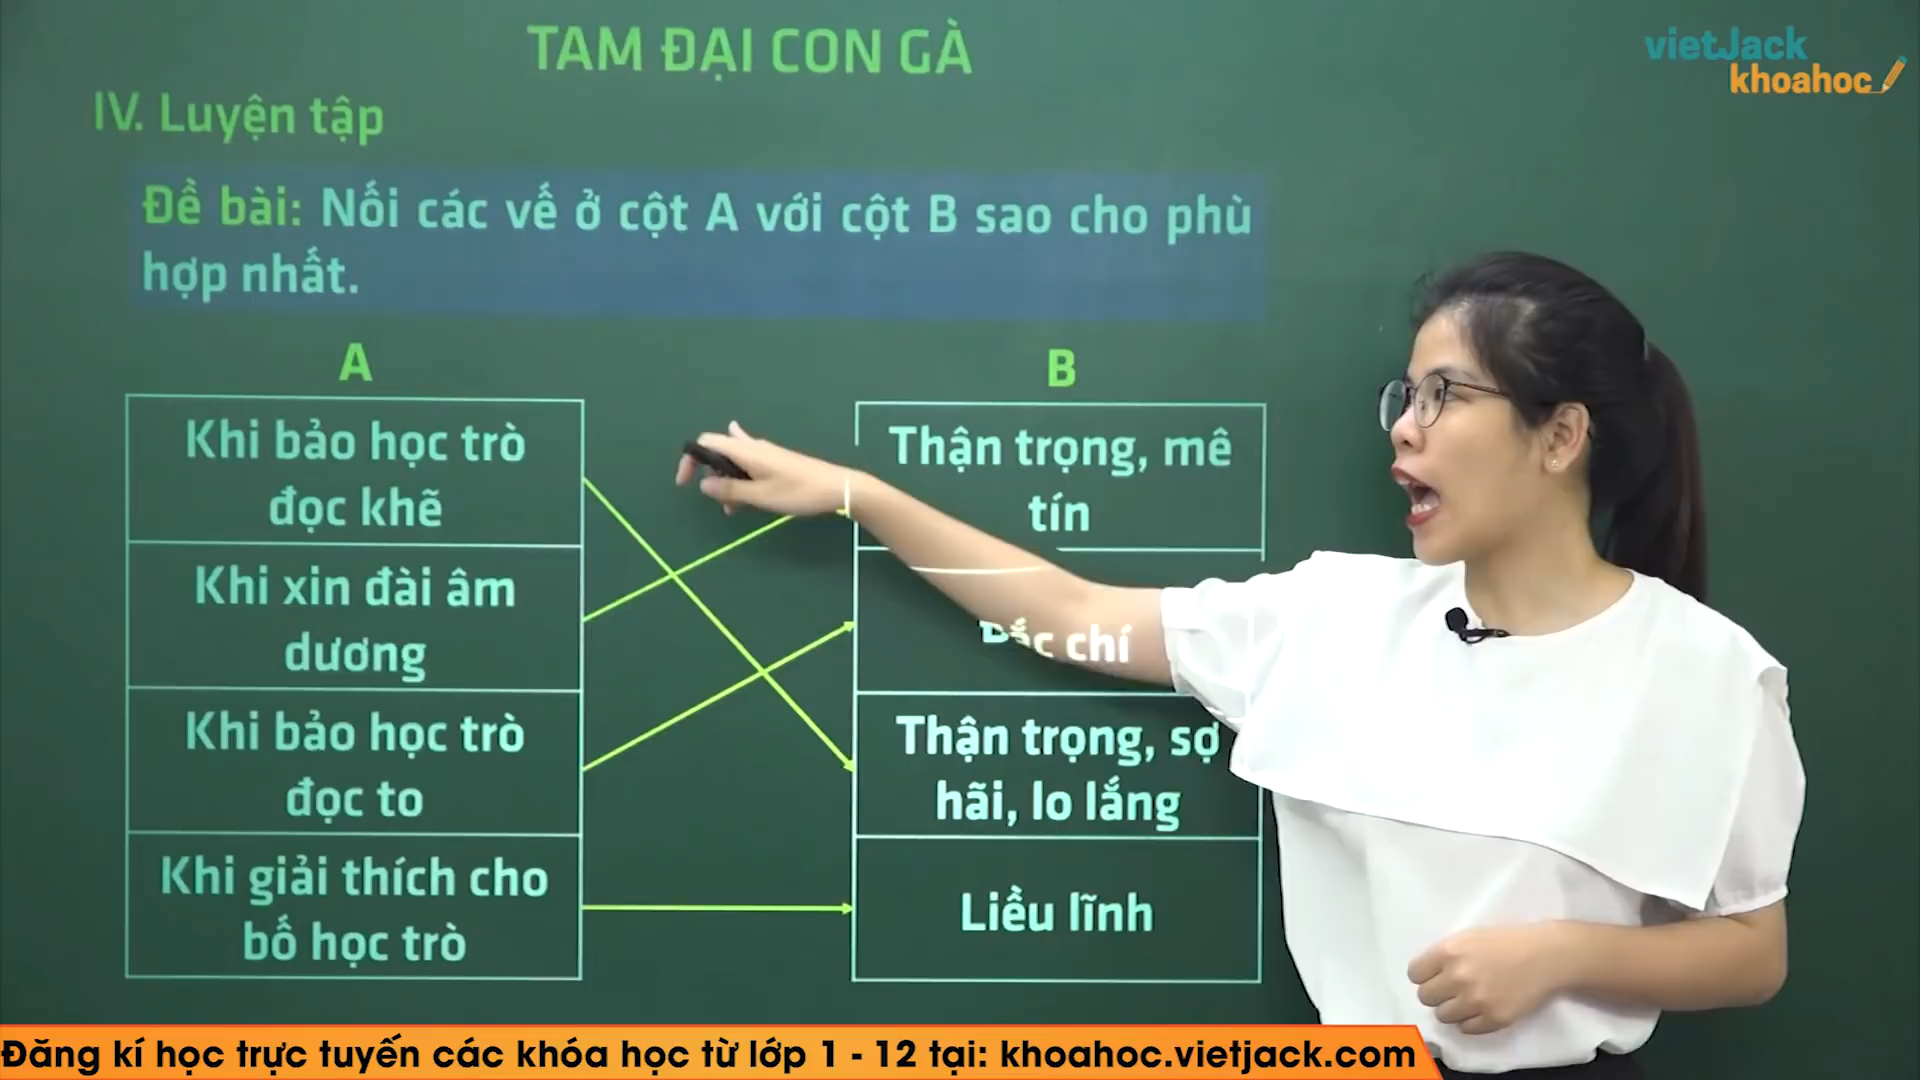 TAM ĐẠI CON GÀ
vietJack
khoahoc
IV. Luyện tập
Đề bài: Nối các vế ở cột A với cột B sao cho phù
hợp nhất.
A
B
Khi bảo học trò
đọc khẽ
Thận trọng, mê
tín
Khi xin đài âm
dương
Đắc chí
Khi bảo học trò
đọc to
Thận trọng, sợ
hãi, lo lắng
Khi giải thích cho
bố học trò
Liều lĩnh
Đăng kí học trực tuyến các khóa học từ lớp 1 - 12 tại: khoahoc.vietjack.com